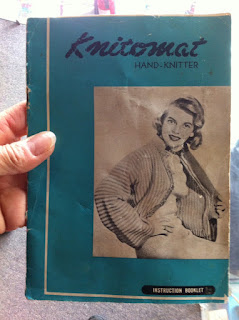 Knitomat
HAND-KNITTER
INSTRUCTION BOOKLET